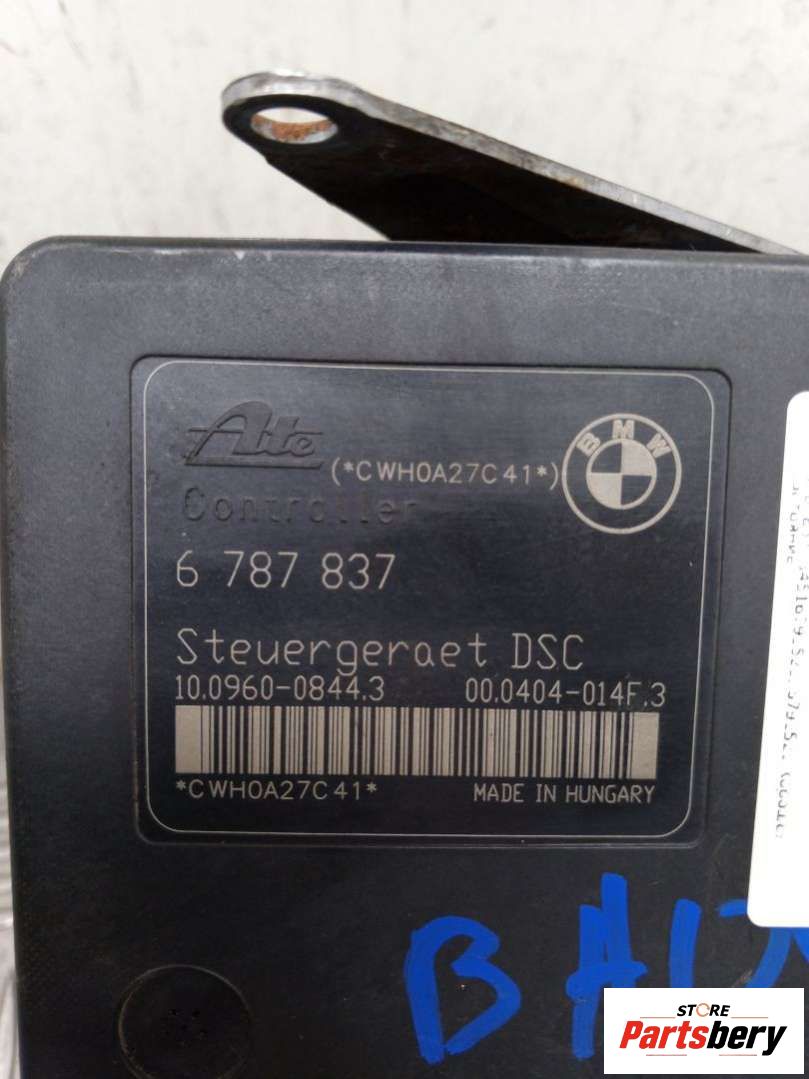 Ate
(*CWH0A27C41*)
BMW
Controller
6 787 837
Steuergeraet DSC
10.0960-0844.3 00.0404-014F.3
*CWH0A27C41*
MADE IN HUNGARY
STORE
Partsbery